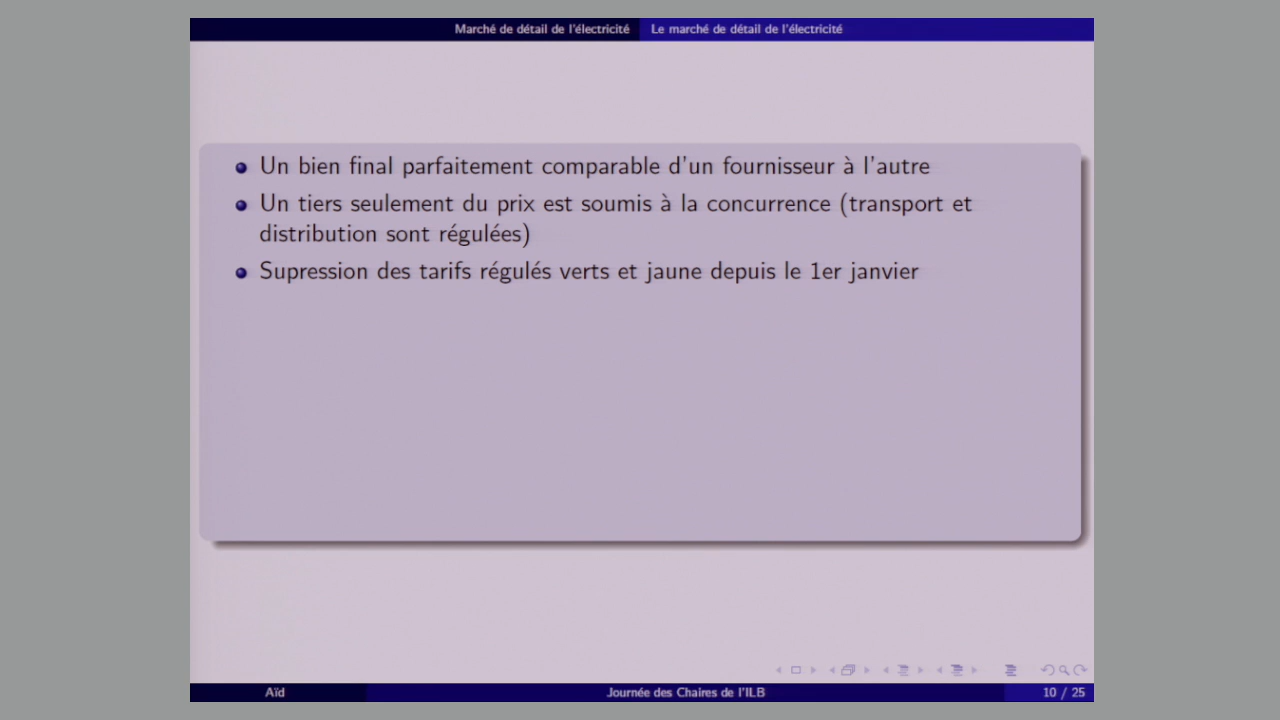 Marché de détail de l'électricité Le marché de détail de l'électricité
Un bien final parfaitement comparable d'un fournisseur à l'autre
Un tiers seulement du prix est soumis à la concurrence (transport et
distribution sont régulées)
Supression des tarifs régulés verts et jaune depuis le 1er janvier
Aïd Journée des Chaires de l'ILB 10 / 25